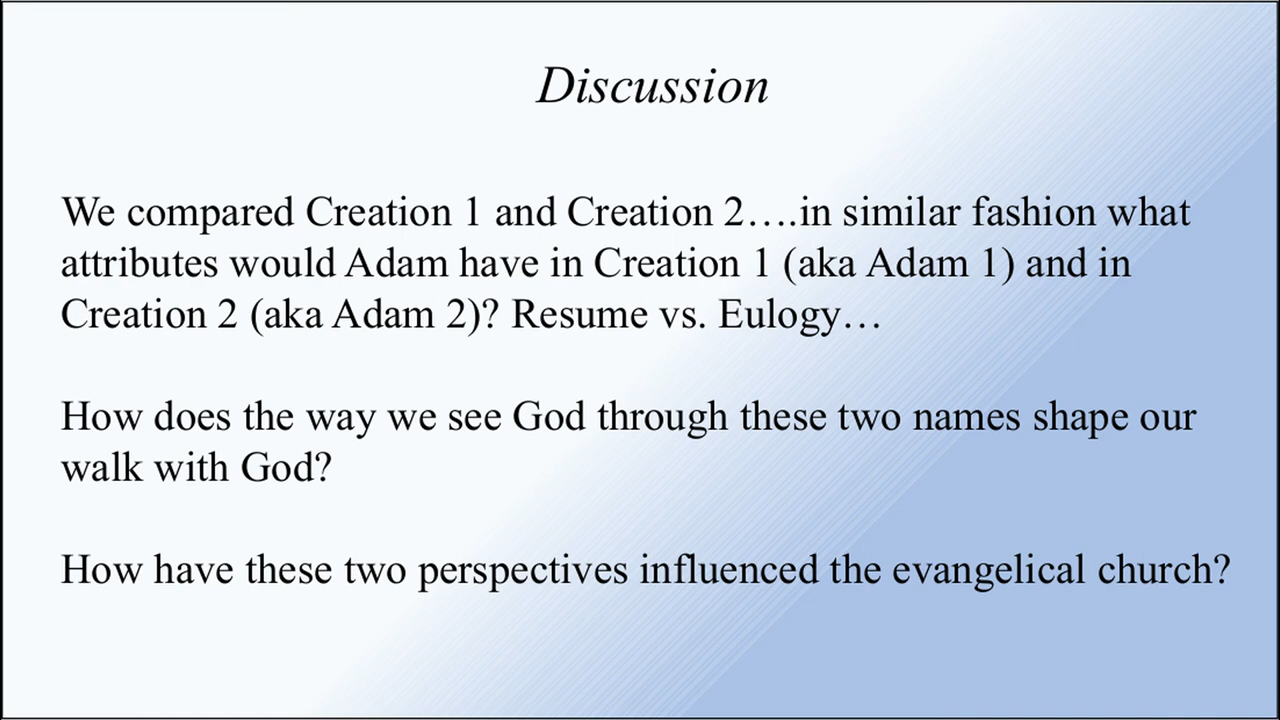 Discussion
We compared Creation 1 and Creation 2....in similar fashion what
attributes would Adam have in Creation 1 (aka Adam 1) and in
Creation 2 (aka Adam 2)? Resume vs. Eulogy…
How does the way we see God through these two names shape our
walk with God?
How have these two perspectives influenced the evangelical church?